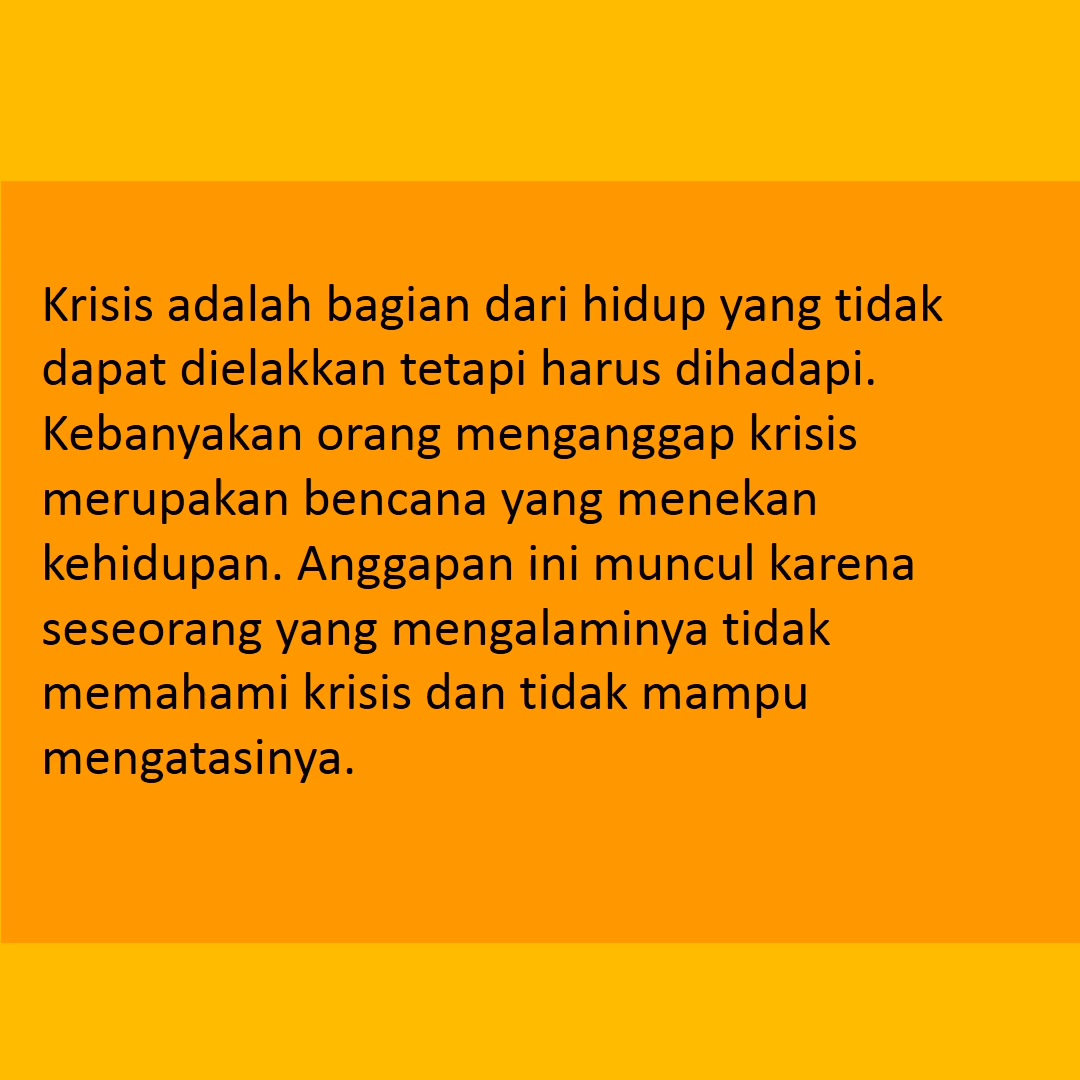 Krisis adalah bagian dari hidup yang tidak
dapat dielakkan tetapi harus dihadapi.
Kebanyakan orang menganggap krisis
merupakan bencana yang menekan
kehidupan. Anggapan ini muncul karena
seseorang yang mengalaminya tidak
memahami krisis dan tidak mampu
mengatasinya.